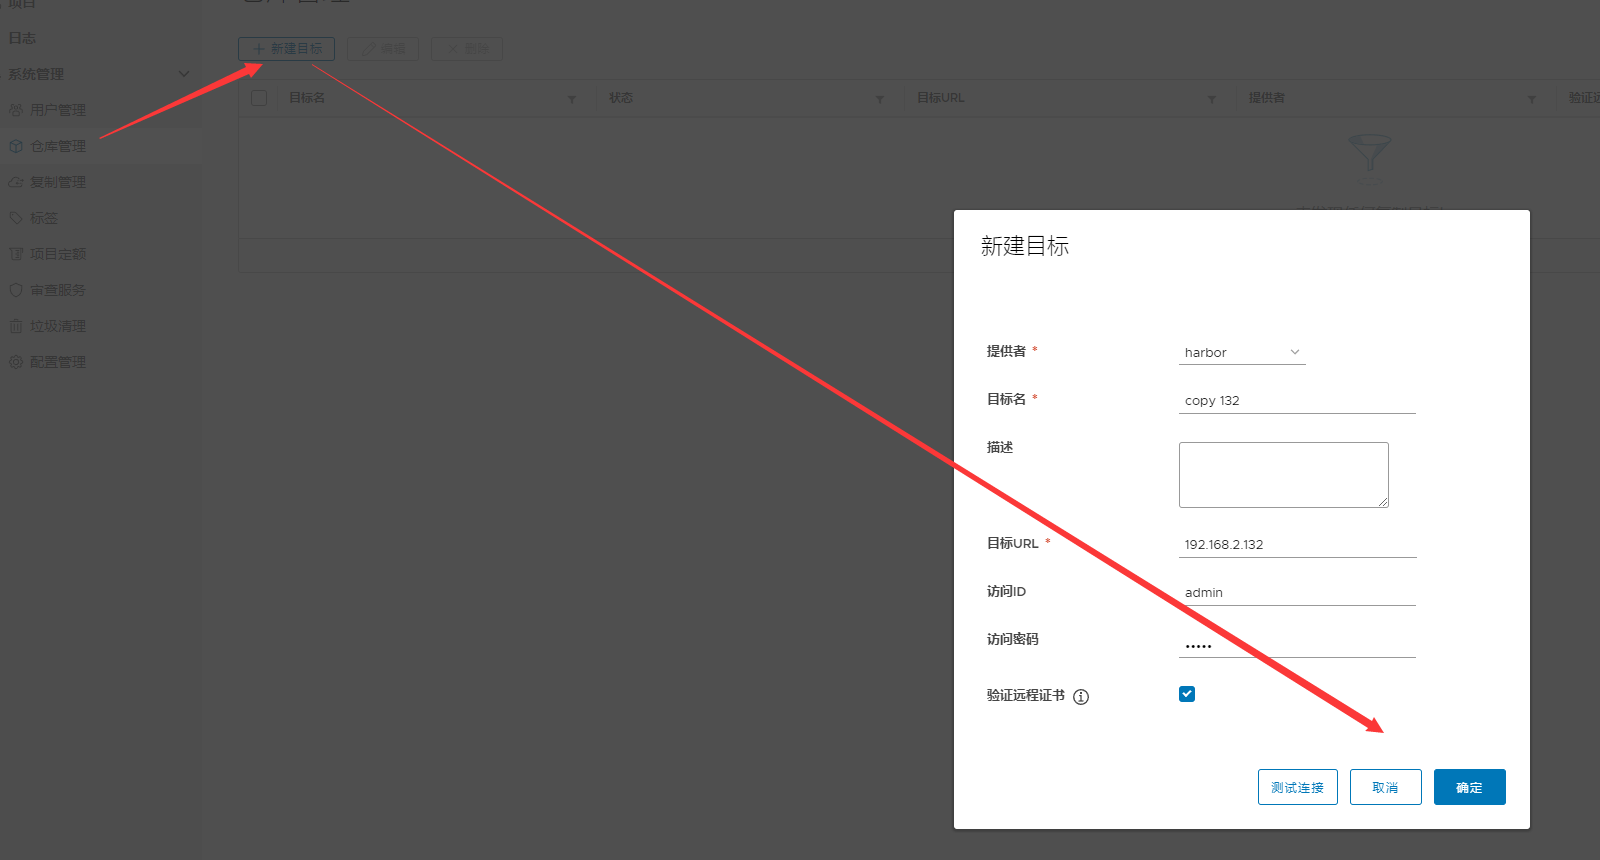 项目
日志
系统管理
用户管理
仓库管理
复制管理
标签
项目定额
审查服务
垃圾清理
配置管理
新建目标 编辑 删除
目标名 状态 目标URL 提供者
新建目标
提供者 * harbor
目标名 * copy 132
描述
目标URL * 192.168.2.132
访问ID admin
访问密码 •••••
验证远程证书
测试连接 取消 确定